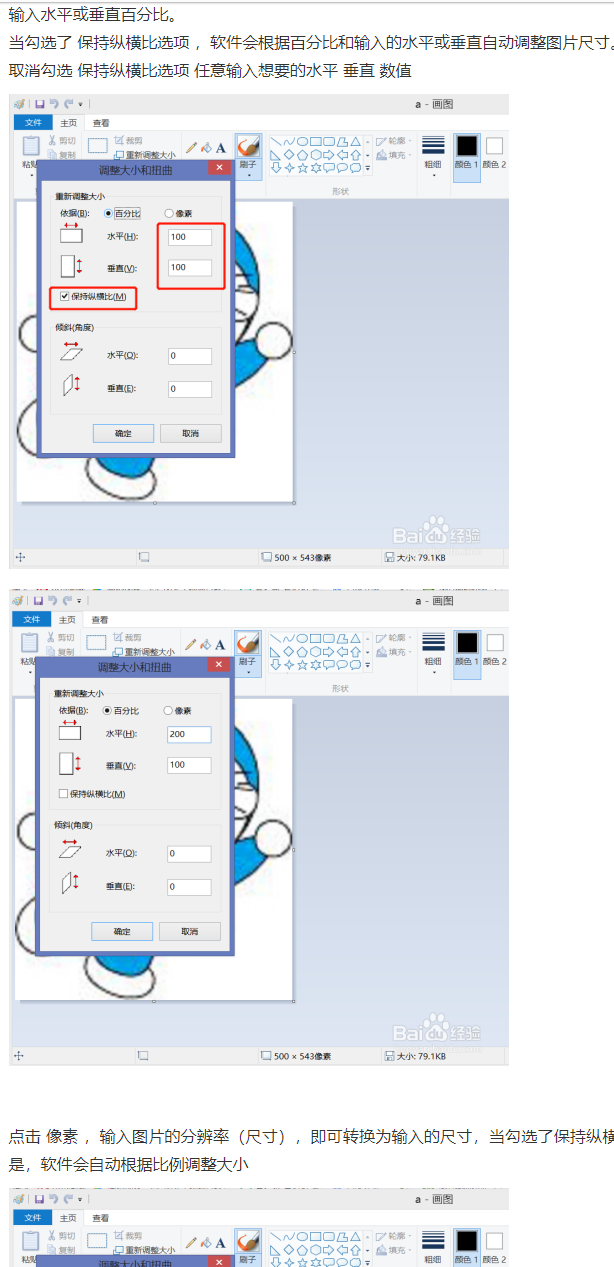 输入水平或垂直百分比。
当勾选了 保持纵横比选项 ，软件会根据百分比和输入的水平或垂直自动调整图片尺寸。
取消勾选 保持纵横比选项 任意输入想要的水平 垂直 数值
a - 画图
文件 主页 查看
剪切 裁剪
复制 重新调整大小 A
轮廓
填充
粘贴 刷子 粗细 颜色 1 颜色 2
形状
调整大小和扭曲
重新调整大小
依据(B): 百分比 像素
水平(H): 100
垂直(V): 100
保持纵横比(M)
倾斜(角度)
水平(O): 0
垂直(E): 0
确定 取消
Baidu 经验
500 × 543像素 大小: 79.1KB
a - 画图
文件 主页 查看
剪切 裁剪
复制 重新调整大小 A
轮廓
填充
粘贴 刷子 粗细 颜色 1 颜色 2
形状
调整大小和扭曲
重新调整大小
依据(B): 百分比 像素
水平(H): 200
垂直(V): 100
保持纵横比(M)
倾斜(角度)
水平(O): 0
垂直(E): 0
确定 取消
Baidu 经验
500 × 543像素 大小: 79.1KB
点击 像素 ，输入图片的分辨率（尺寸），即可转换为输入的尺寸，当勾选了保持纵横
是，软件会自动根据比例调整大小
a - 画图
文件 主页 查看
剪切 裁剪
复制 重新调整大小 A
轮廓
填充
粘贴 刷子 粗细 颜色 1 颜色 2
调整大小和扭曲